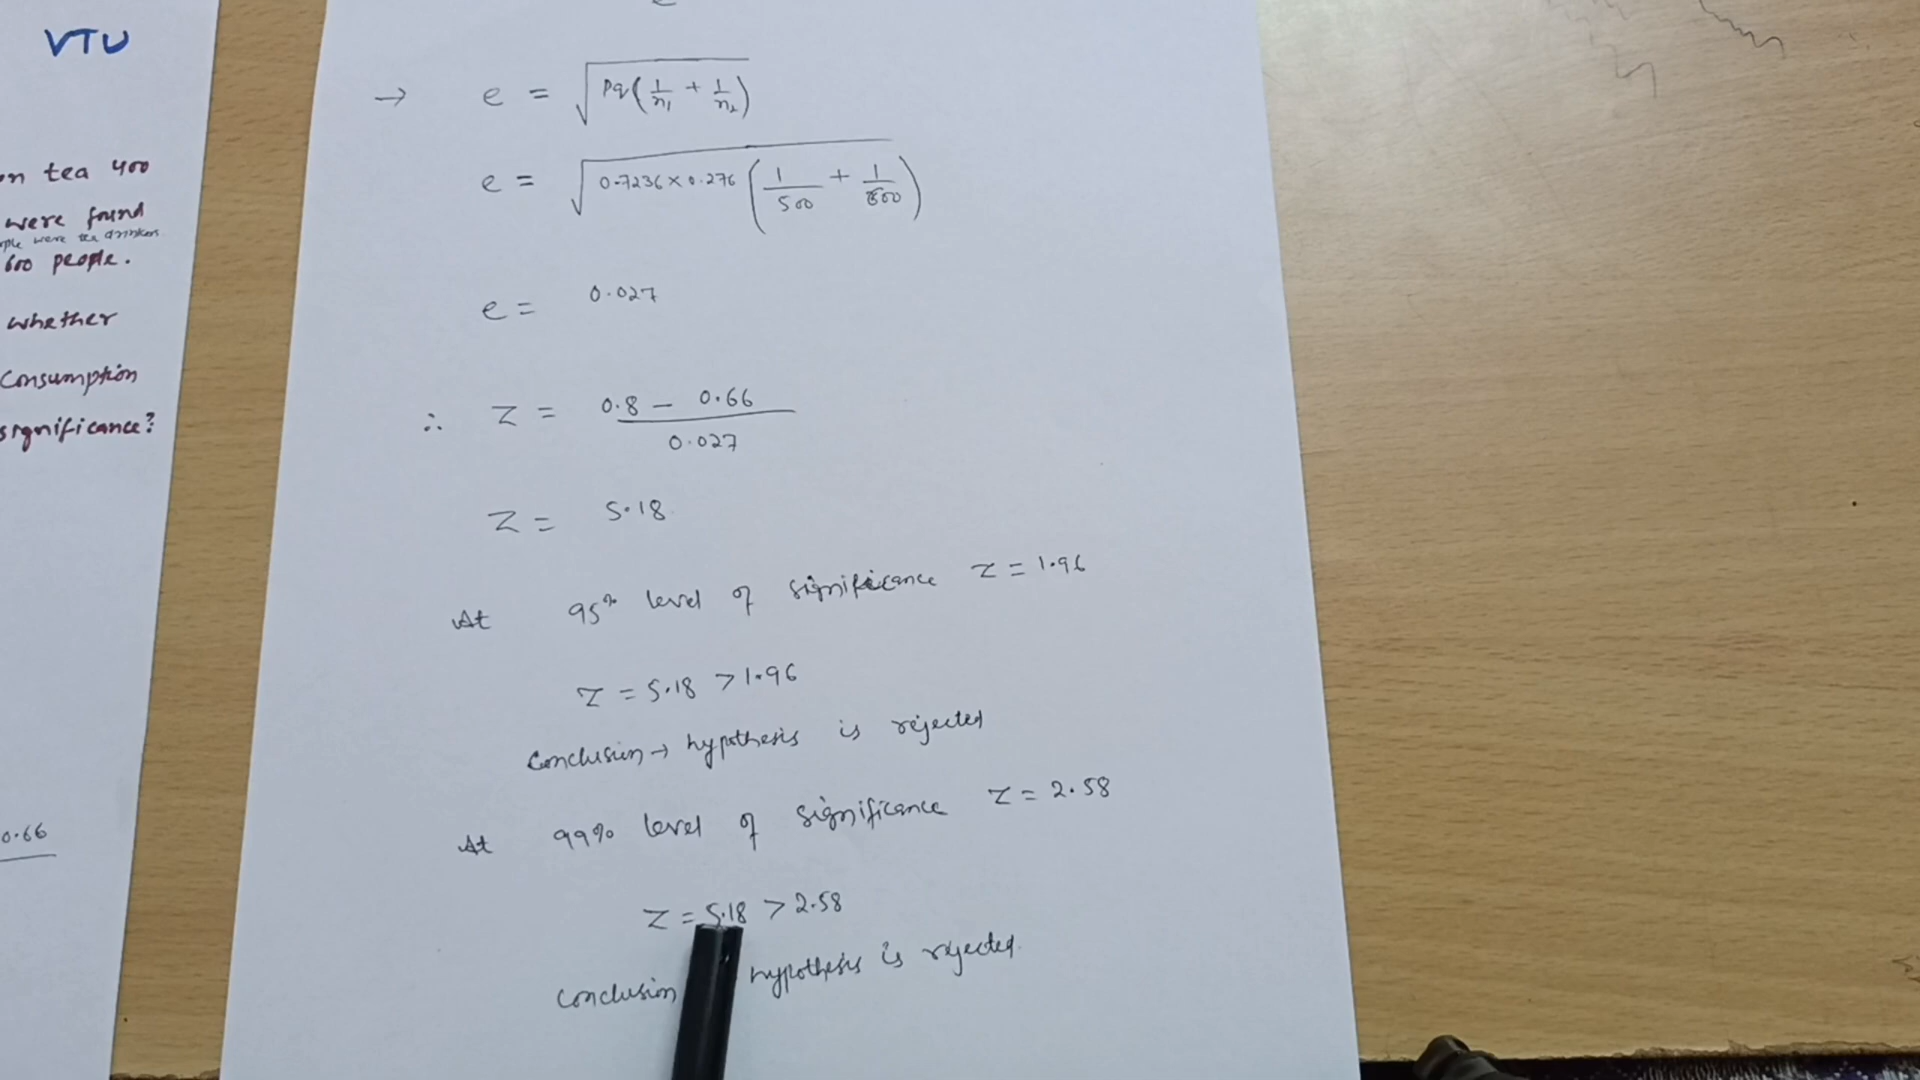 VTU
on tea 400
were found
ple were tea drinkers.
600 people.
whether
Consumption
significance?
0.66
→ e = √pq(1/n₁ + 1/n₂)
e = √0.7236 × 0.276 (1/500 + 1/600)
e = 0.027
∴ Z = 0.8 - 0.66 / 0.027
Z = 5.18
At 95% level of significance Z = 1.96
Z = 5.18 > 1.96
Conclusion → hypothesis is rejected
At 99% level of significance Z = 2.58
Z = 5.18 > 2.58
Conclusion hypothesis is rejected.